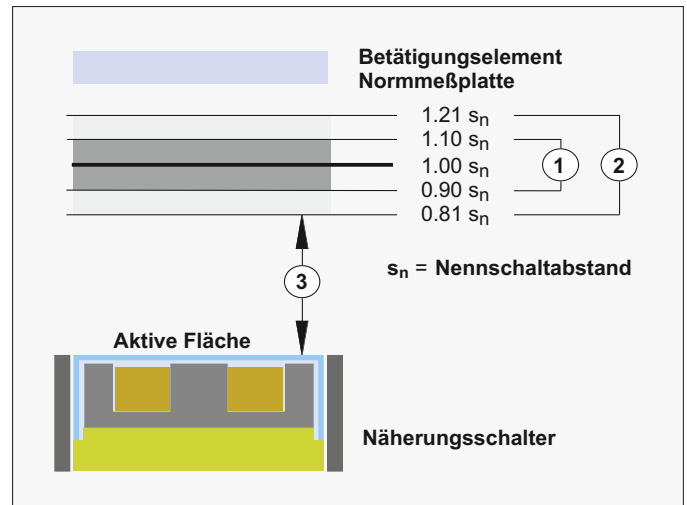 Betätigungselement
Normmeßplatte
1.21 sn
1.10 sn
1.00 sn
0.90 sn
0.81 sn
1
2
3
sn = Nennschaltabstand
Aktive Fläche
Näherungsschalter